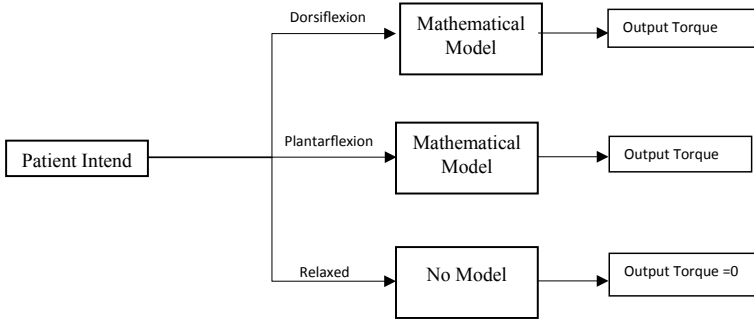 Dorsiflexion
Mathematical
Model
Output Torque
Patient Intend
Plantarflexion
Mathematical
Model
Output Torque
Relaxed
No Model
Output Torque =0